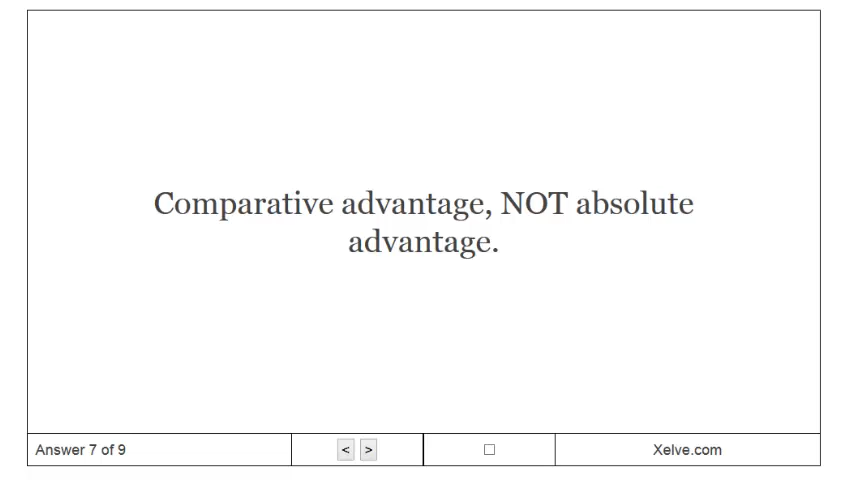 Comparative advantage, NOT absolute
advantage.
Answer 7 of 9
< >
Xelve.com